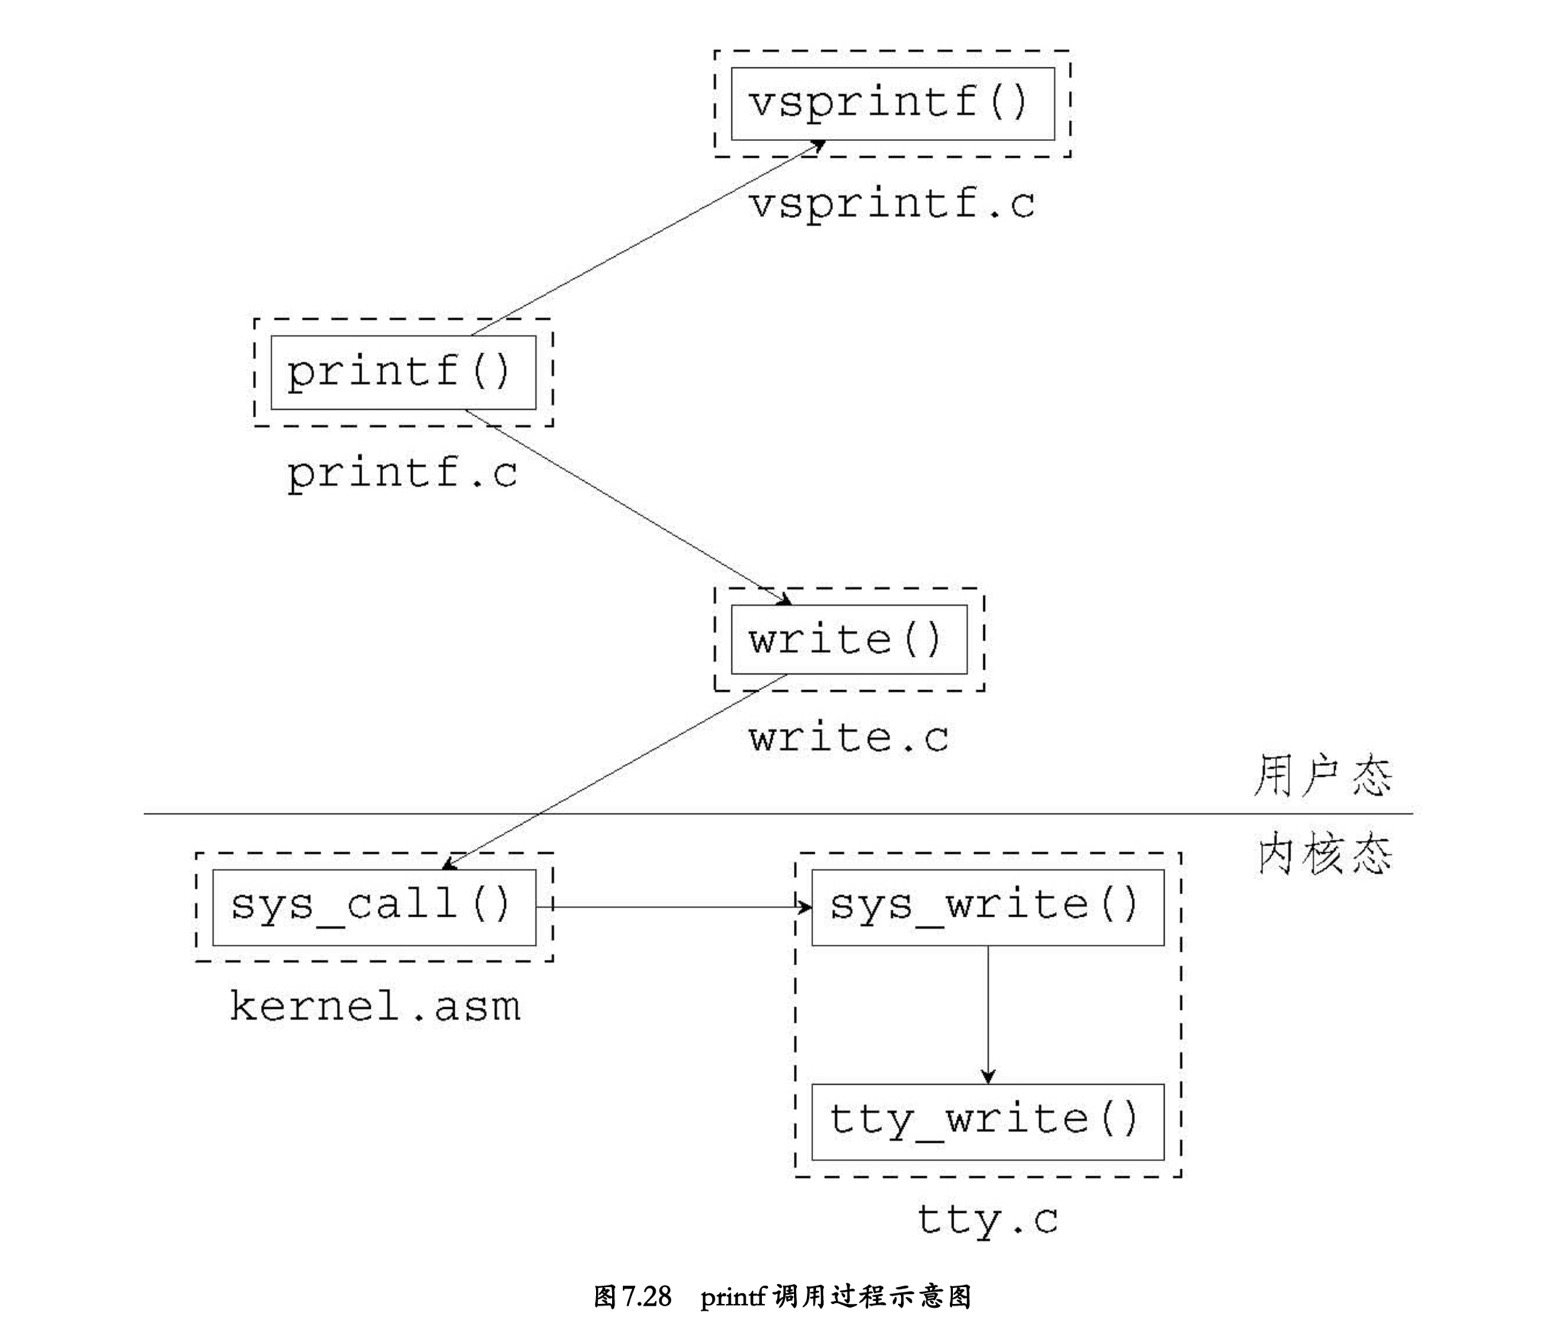 vsprintf()
vsprintf.c
printf()
printf.c
write()
write.c
用户态
内核态
sys_call()
sys_write()
kernel.asm
tty_write()
tty.c
图7.28 printf调用过程示意图